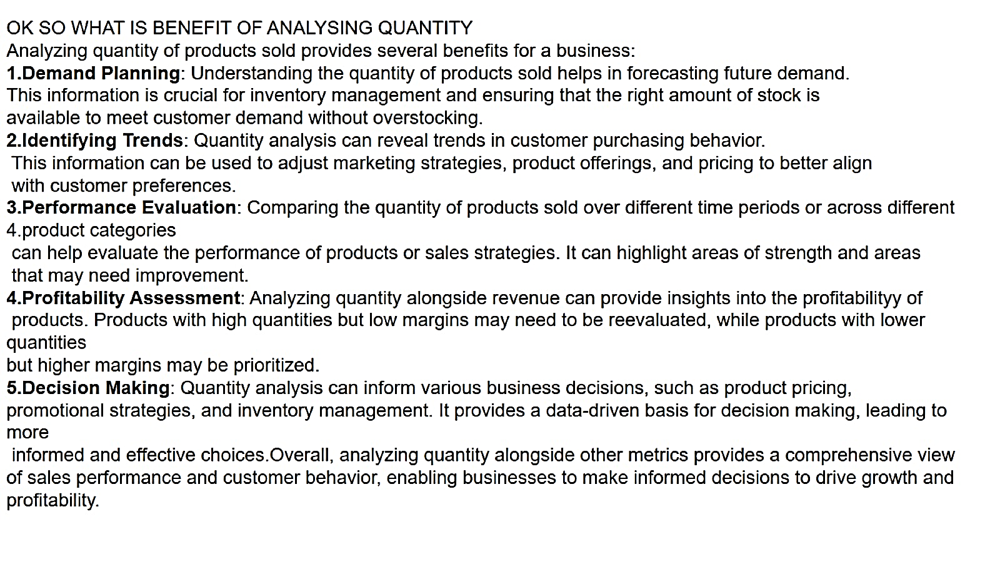 OK SO WHAT IS BENEFIT OF ANALYSING QUANTITY
Analyzing quantity of products sold provides several benefits for a business:
1.Demand Planning: Understanding the quantity of products sold helps in forecasting future demand.
This information is crucial for inventory management and ensuring that the right amount of stock is
available to meet customer demand without overstocking.
2.Identifying Trends: Quantity analysis can reveal trends in customer purchasing behavior.
This information can be used to adjust marketing strategies, product offerings, and pricing to better align
with customer preferences.
3.Performance Evaluation: Comparing the quantity of products sold over different time periods or across different
4.product categories
can help evaluate the performance of products or sales strategies. It can highlight areas of strength and areas
that may need improvement.
4.Profitability Assessment: Analyzing quantity alongside revenue can provide insights into the profitabilityy of
products. Products with high quantities but low margins may need to be reevaluated, while products with lower
quantities
but higher margins may be prioritized.
5.Decision Making: Quantity analysis can inform various business decisions, such as product pricing,
promotional strategies, and inventory management. It provides a data-driven basis for decision making, leading to
more
informed and effective choices.Overall, analyzing quantity alongside other metrics provides a comprehensive view
of sales performance and customer behavior, enabling businesses to make informed decisions to drive growth and
profitability.